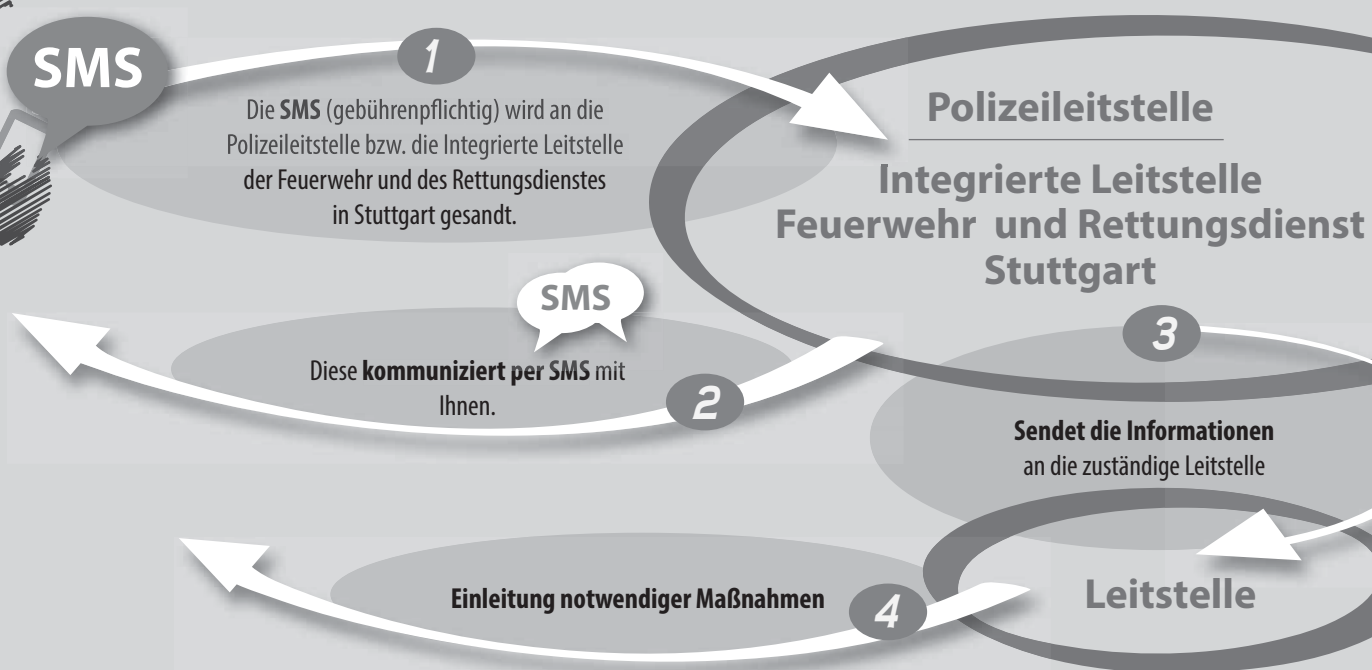 SMS
1
Die SMS (gebührenpflichtig) wird an die
Polizeileitstelle bzw. die Integrierte Leitstelle
der Feuerwehr und des Rettungsdienstes
in Stuttgart gesandt.
Polizeileitstelle
Integrierte Leitstelle
Feuerwehr und Rettungsdienst
Stuttgart
SMS
Diese kommuniziert per SMS mit
Ihnen.
2
3
Sendet die Informationen
an die zuständige Leitstelle
Einleitung notwendiger Maßnahmen
4
Leitstelle